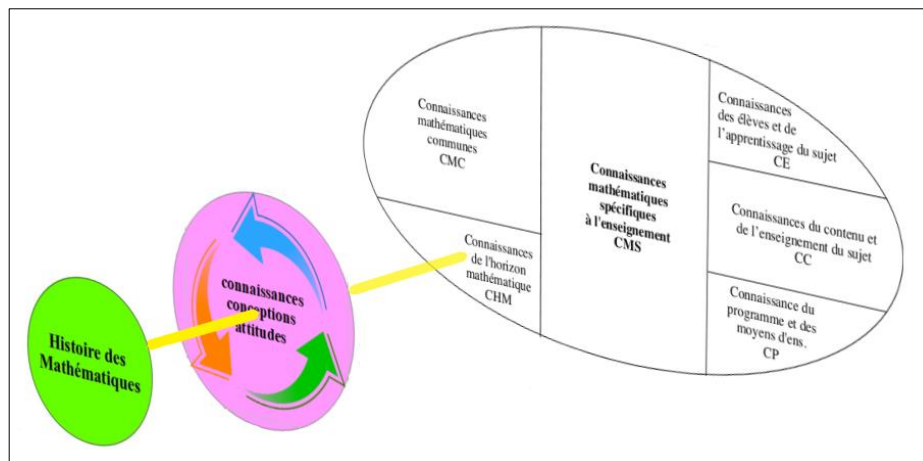 Histoire des
Mathématiques
connaissances
conceptions
attitudes
Connaissances
mathématiques
communes
CMC
Connaissances
de l'horizon
mathématique
CHM
Connaissances
mathématiques
spécifiques
à l'enseignement
CMS
Connaissances
des élèves et de
l'apprentissage du sujet
CE
Connaissances du contenu et
de l'enseignement du sujet
CC
Connaissance du
programme et des
moyens d'ens.
CP